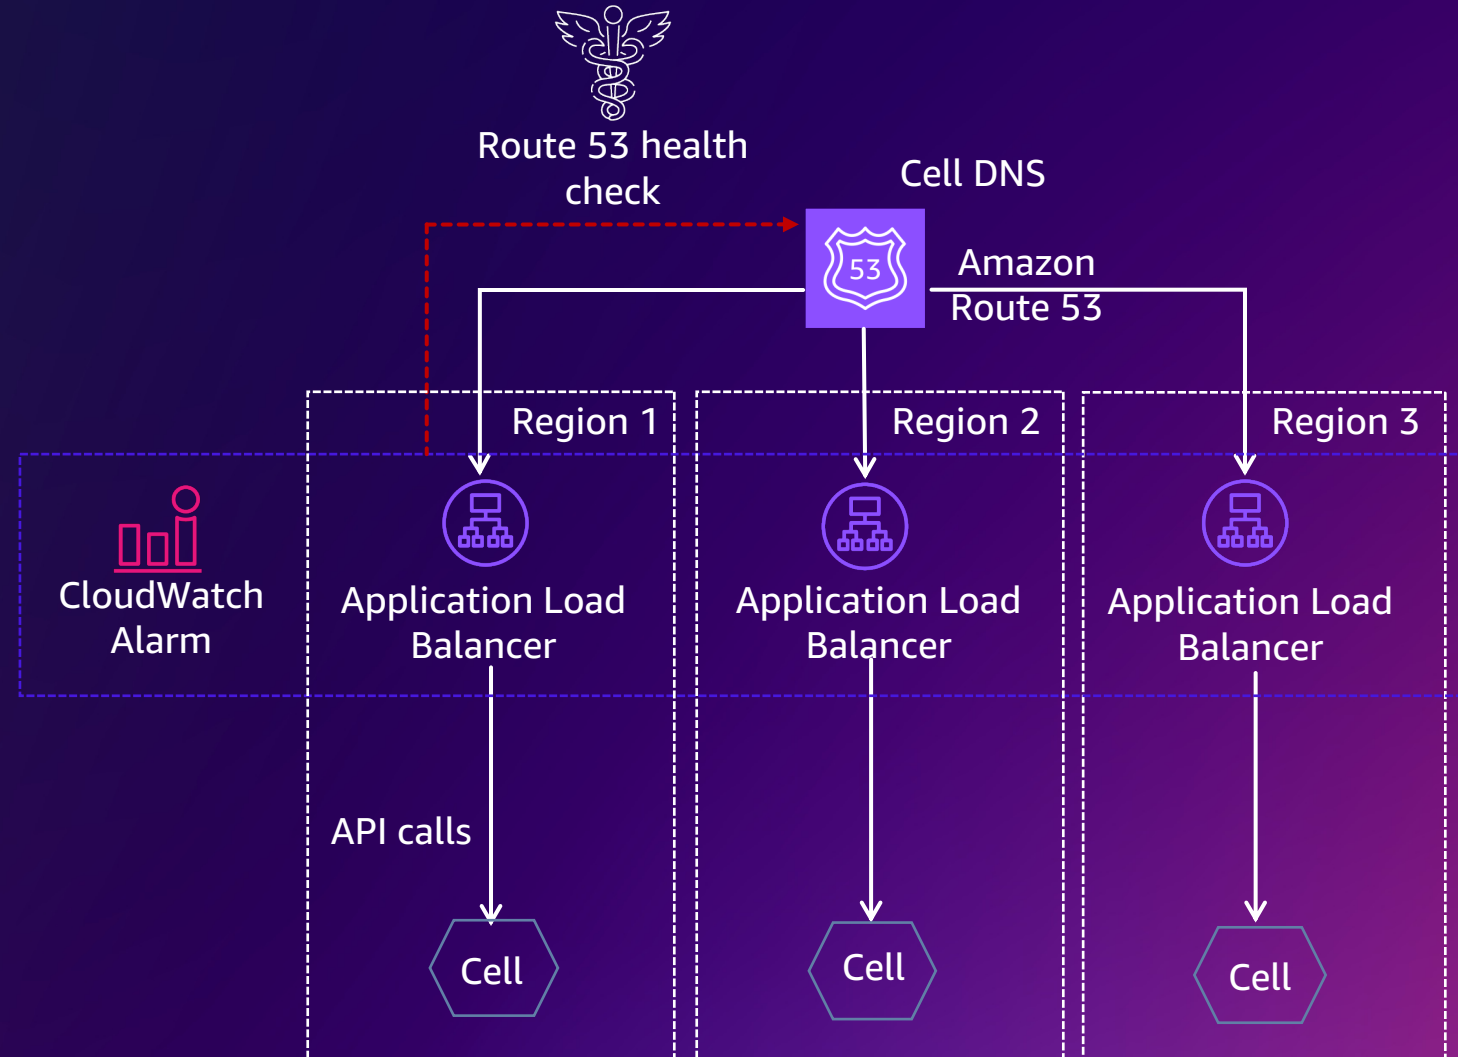 Route 53 health
check
Cell DNS
53
Amazon
Route 53
Region 1
Region 2
Region 3
CloudWatch
Alarm
Application Load
Balancer
Application Load
Balancer
Application Load
Balancer
API calls
Cell
Cell
Cell